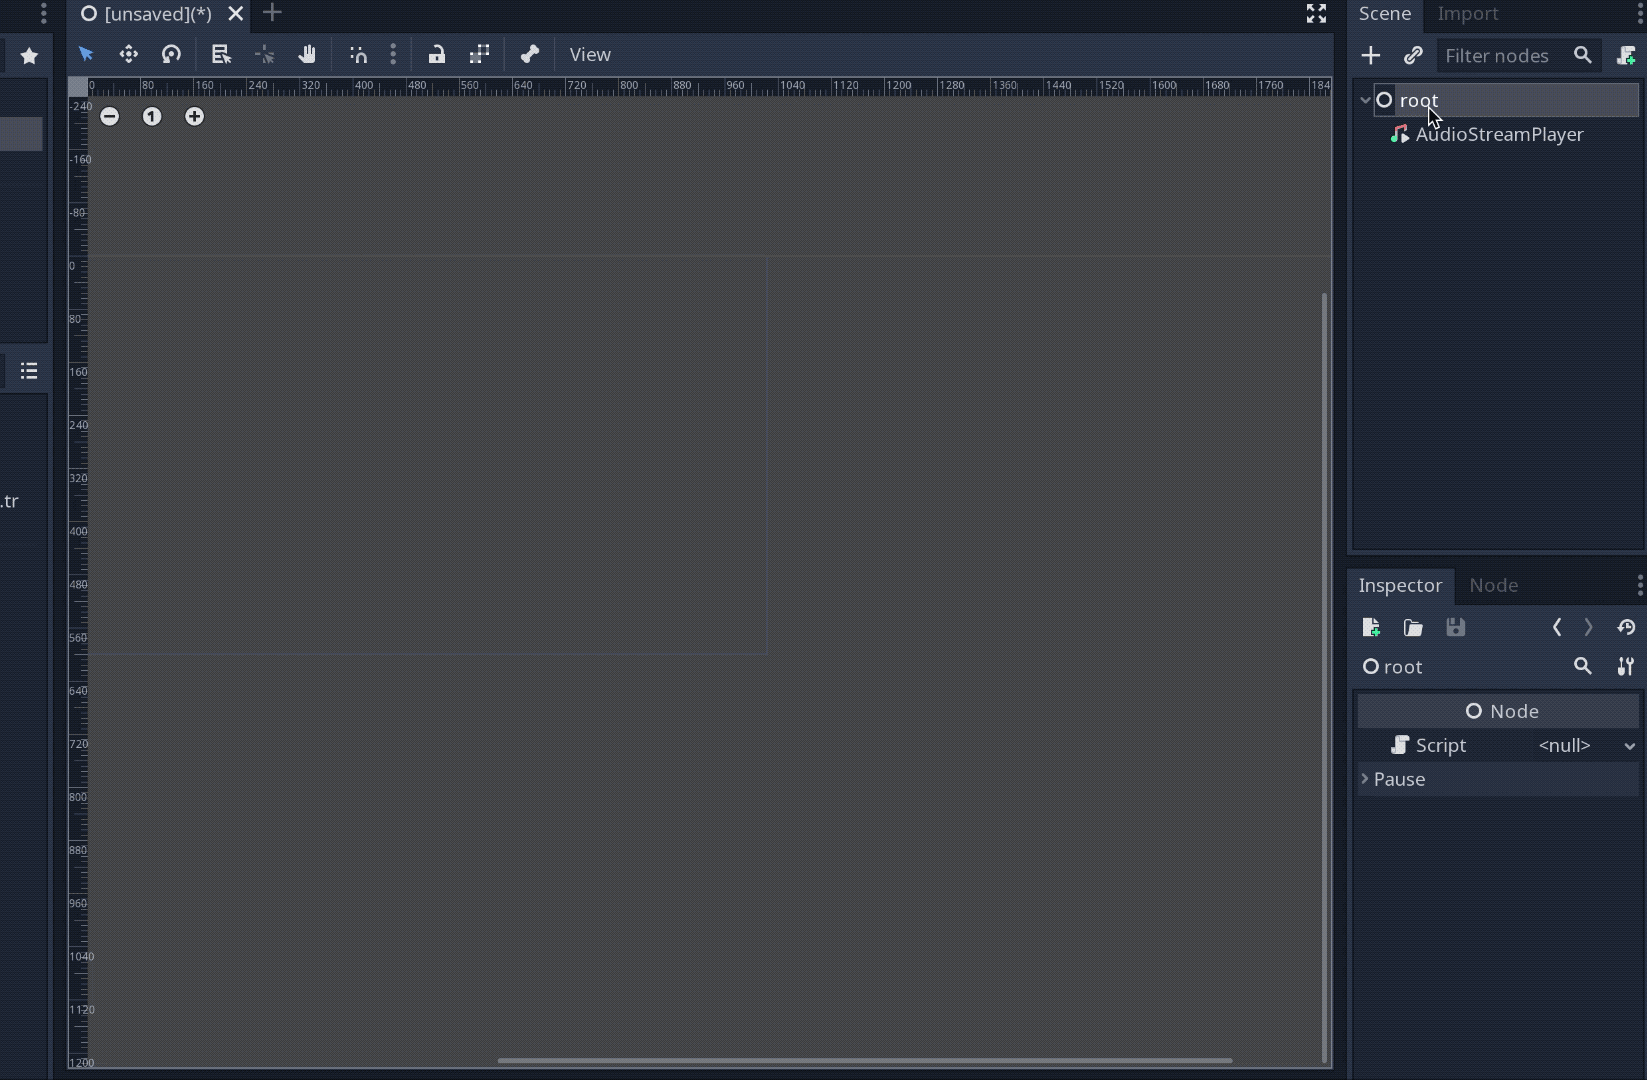 [unsaved](*)
Scene
Import
View
Filter nodes
0 80 160 240 320 400 480 560 640 720 800 880 960 1040 1120 1200 1280 1360 1440 1520 1600 1680 1760 184
-240
-160
-80
0
80
160
240
320
400
480
560
640
720
800
880
960
1040
1120
1200
1
root
AudioStreamPlayer
.tr
Inspector
Node
root
Node
Script <null>
Pause